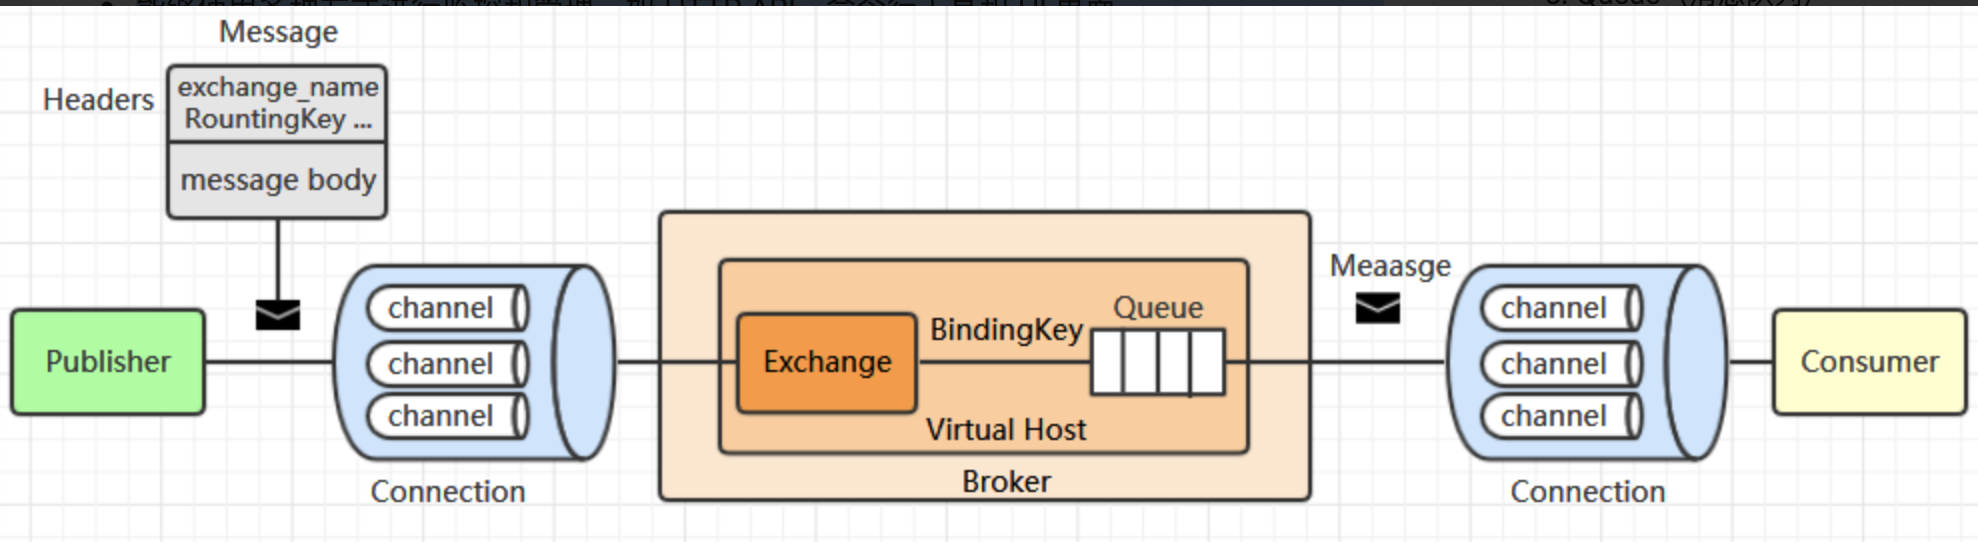 Message
Headers
exchange_name
RountingKey ...
message body
Publisher
channel
channel
channel
Connection
Exchange
BindingKey
Queue
Virtual Host
Broker
Meaasge
channel
channel
channel
Connection
Consumer